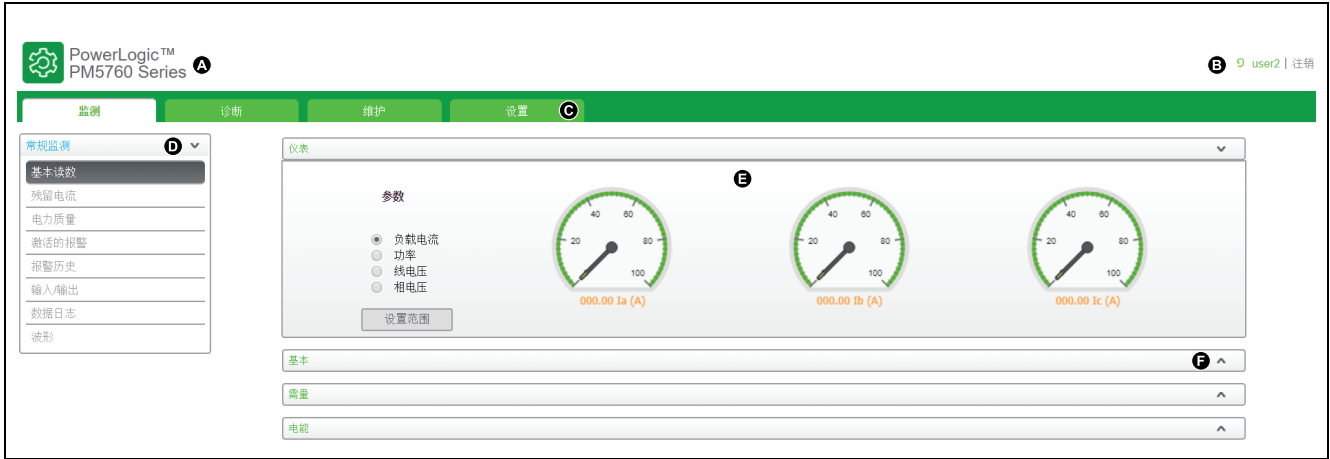 PowerLogic™
PM5760 Series A
B user2 | 注销
监测 诊断 维护 设置 C
常规监测 D
基本读数
残留电流
电力质量
激活的报警
报警历史
输入/输出
数据日志
波形
仪表
E
参数
负载电流
功率
线电压
相电压
设置范围
20 40 60 80 100
000.00 Ia (A)
20 40 60 80 100
000.00 Ib (A)
20 40 60 80 100
000.00 Ic (A)
基本 F
需量
电能